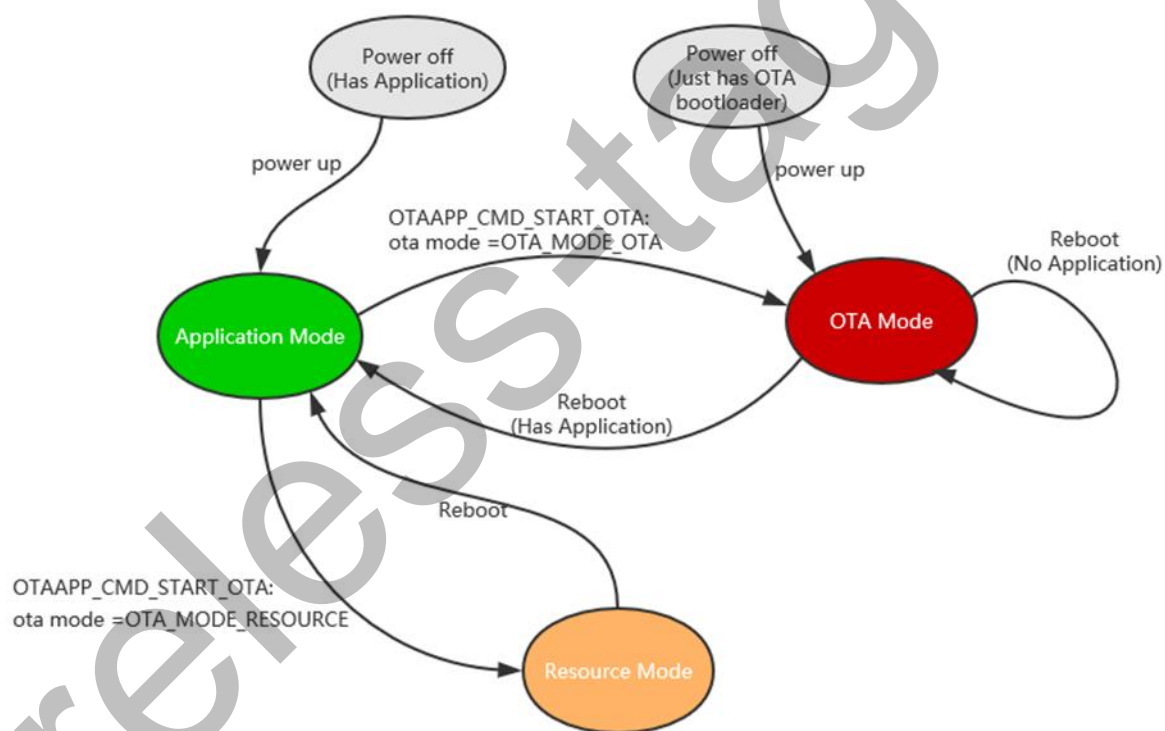 Power off
(Has Application)
Power off
(Just has OTA
bootloader)
power up
power up
OTAAPP_CMD_START_OTA:
ota mode =OTA_MODE_OTA
Reboot
(No Application)
Application Mode
OTA Mode
Reboot
(Has Application)
Reboot
OTAAPP_CMD_START_OTA:
ota mode =OTA_MODE_RESOURCE
Resource Mode
reless-tag